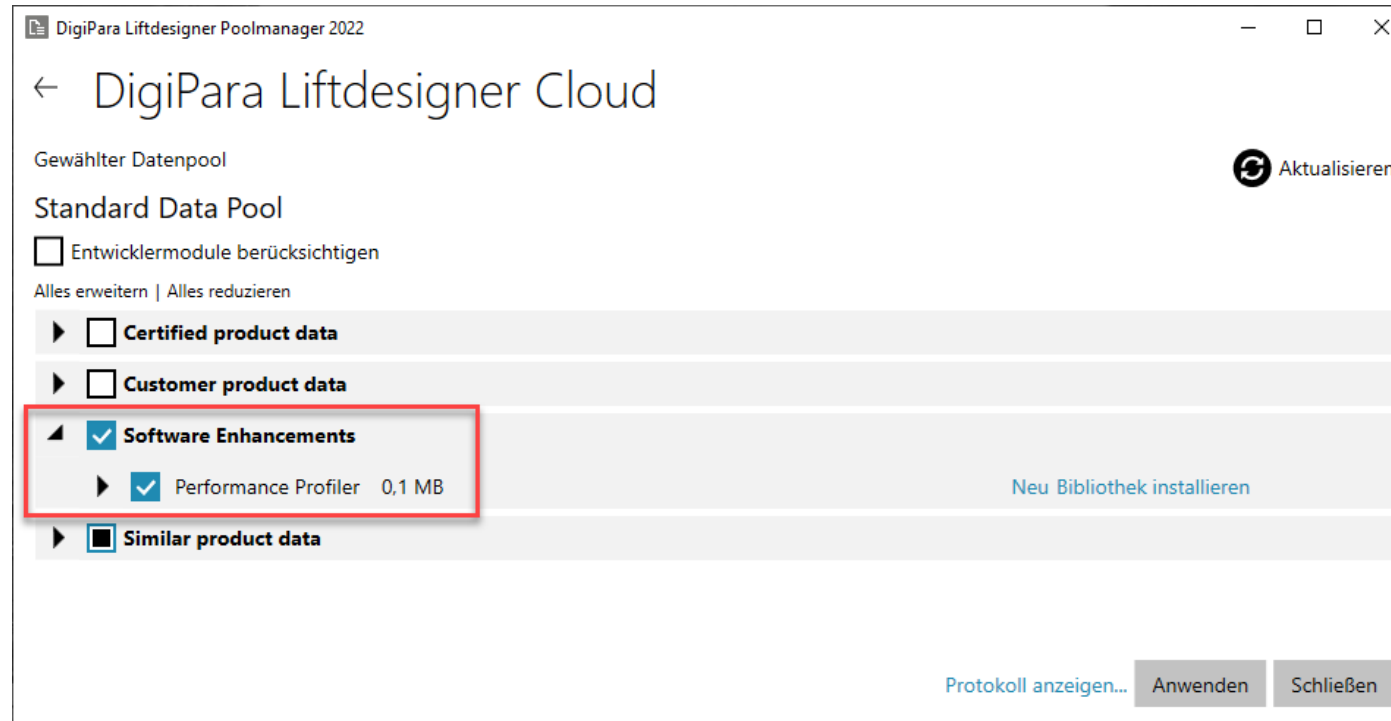 DigiPara Liftdesigner Poolmanager 2022
DigiPara Liftdesigner Cloud
Gewählter Datenpool
Aktualisieren
Standard Data Pool
Entwicklermodule berücksichtigen
Alles erweitern | Alles reduzieren
Certified product data
Customer product data
Software Enhancements
Performance Profiler 0,1 MB Neu Bibliothek installieren
Similar product data
Protokoll anzeigen... Anwenden Schließen